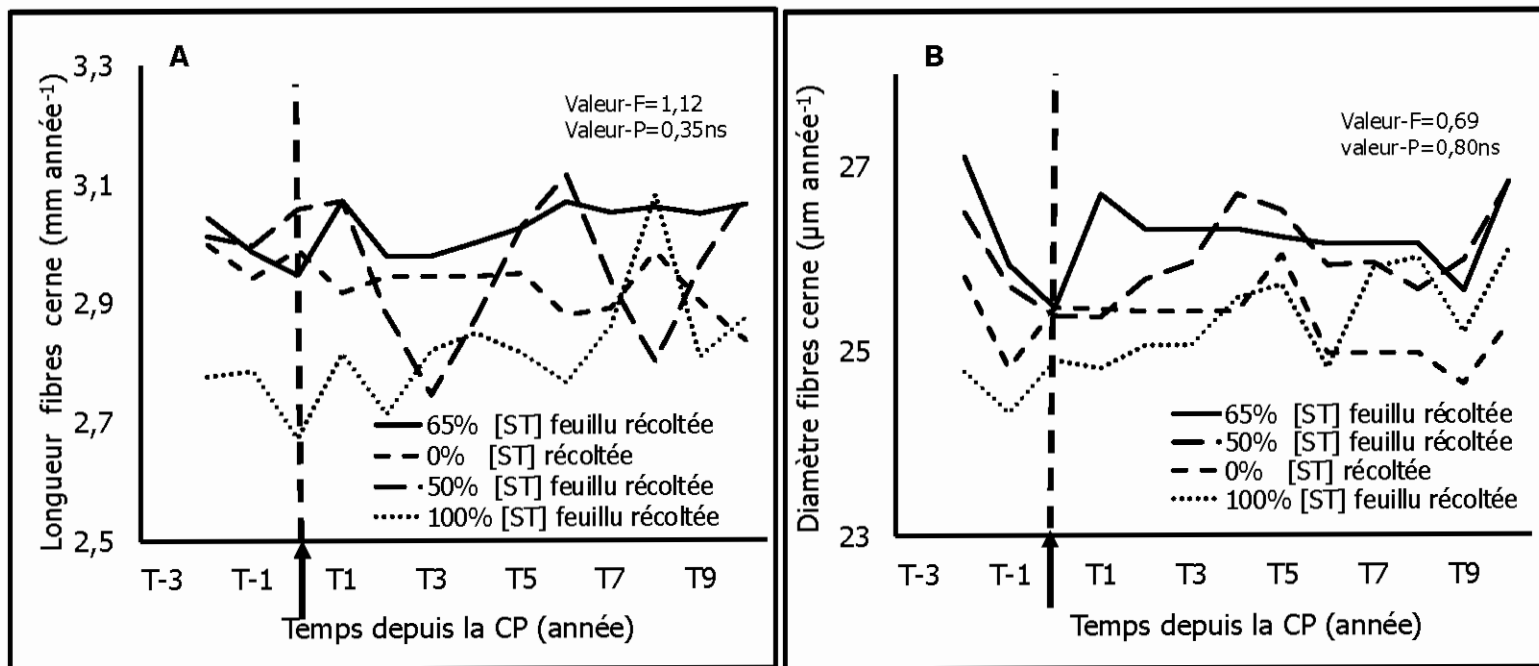 A
3,3
3,1
2,9
2,7
2,5
Longueur fibres cerne (mm année⁻¹)
Valeur-F=1,12
Valeur-P=0,35ns
65% [ST] feuillu récoltée
0% [ST] récoltée
50% [ST] feuillu récoltée
100% [ST] feuillu récoltée
T-3 T-1 T1 T3 T5 T7 T9
Temps depuis la CP (année)
B
27
25
23
Diamètre fibres cerne (µm année⁻¹)
Valeur-F=0,69
valeur-P=0,80ns
65% [ST] feuillu récoltée
50% [ST] feuillu récoltée
0% [ST] récoltée
100% [ST] feuillu récoltée
T-3 T-1 T1 T3 T5 T7 T9
Temps depuis la CP (année)